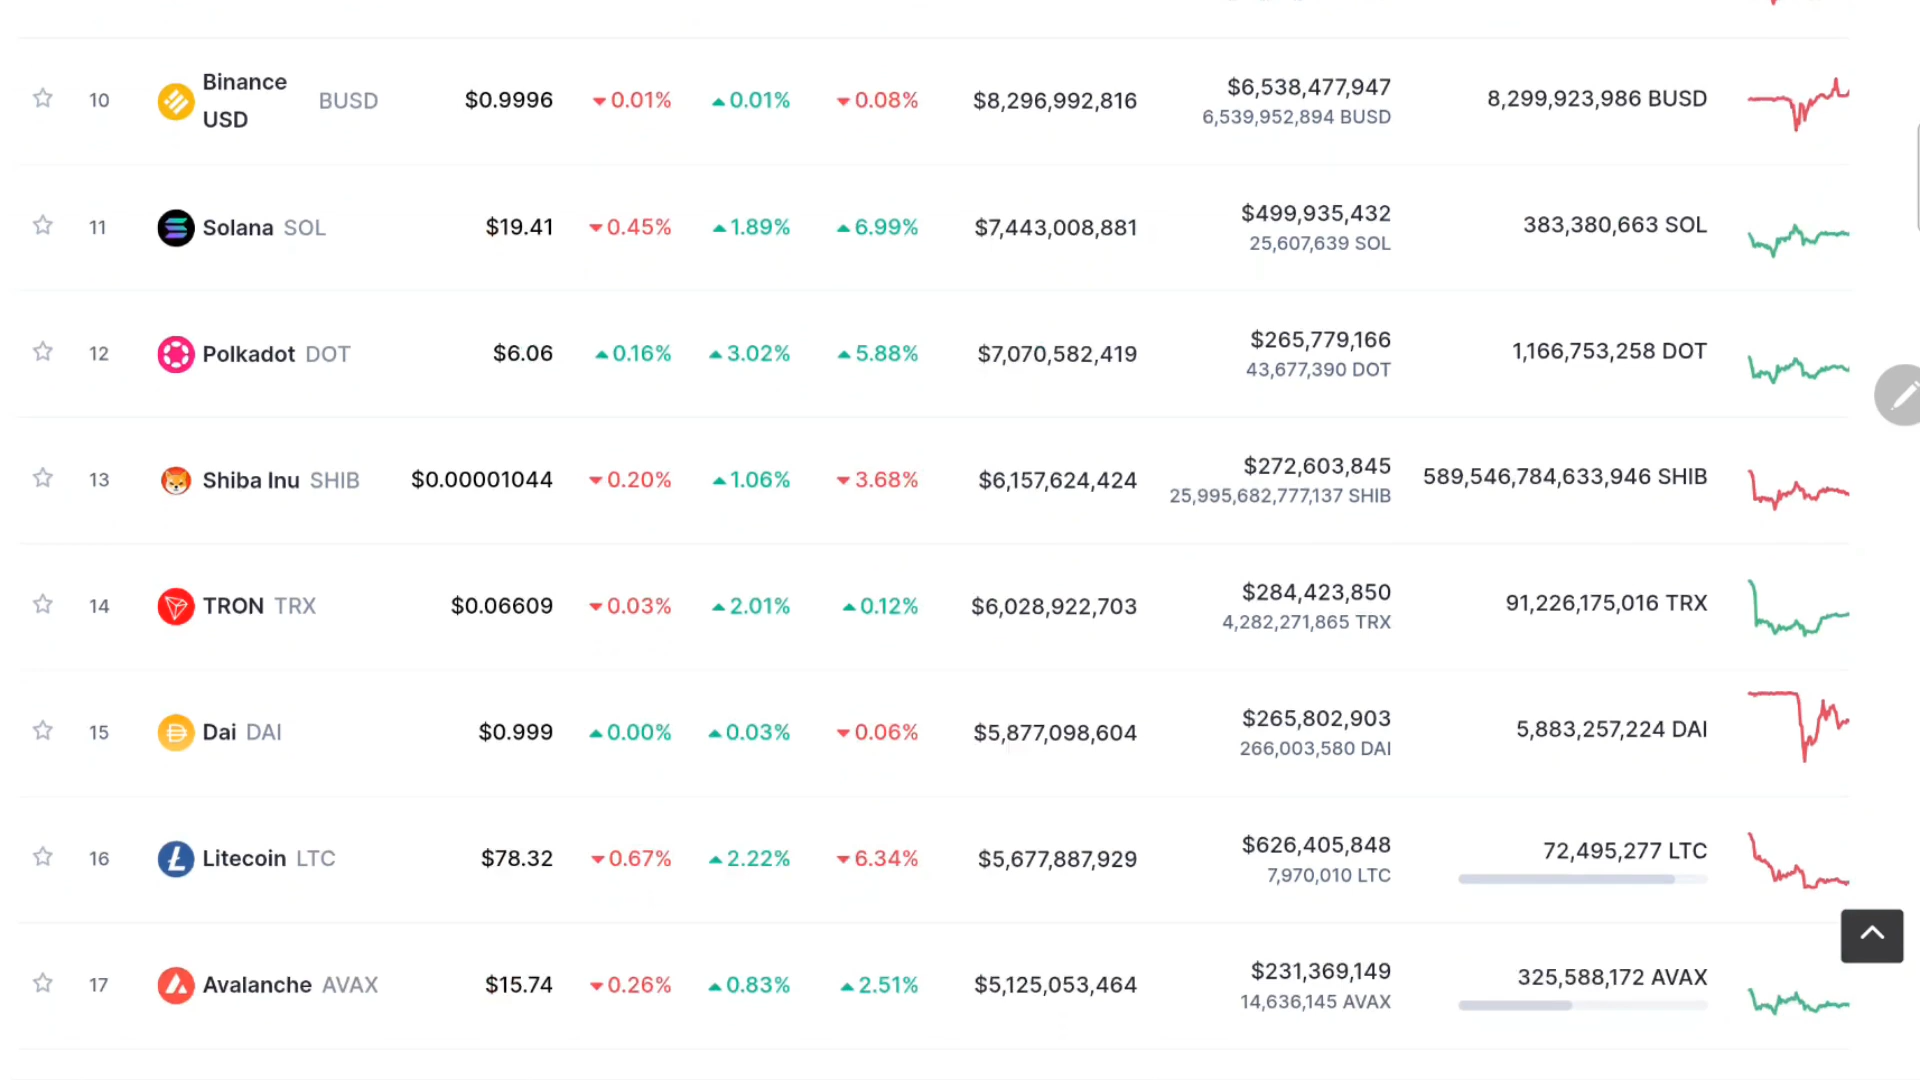 10 Binance USD BUSD $0.9996 0.01% 0.01% 0.08% $8,296,992,816 $6,538,477,947 8,299,923,986 BUSD
6,539,952,894 BUSD
11 Solana SOL $19.41 0.45% 1.89% 6.99% $7,443,008,881 $499,935,432 383,380,663 SOL
25,607,639 SOL
12 Polkadot DOT $6.06 0.16% 3.02% 5.88% $7,070,582,419 $265,779,166 1,166,753,258 DOT
43,677,390 DOT
13 Shiba Inu SHIB $0.00001044 0.20% 1.06% 3.68% $6,157,624,424 $272,603,845 589,546,784,633,946 SHIB
25,995,682,777,137 SHIB
14 TRON TRX $0.06609 0.03% 2.01% 0.12% $6,028,922,703 $284,423,850 91,226,175,016 TRX
4,282,271,865 TRX
15 Dai DAI $0.999 0.00% 0.03% 0.06% $5,877,098,604 $265,802,903 5,883,257,224 DAI
266,003,580 DAI
16 Litecoin LTC $78.32 0.67% 2.22% 6.34% $5,677,887,929 $626,405,848 72,495,277 LTC
7,970,010 LTC
17 Avalanche AVAX $15.74 0.26% 0.83% 2.51% $5,125,053,464 $231,369,149 325,588,172 AVAX
14,636,145 AVAX